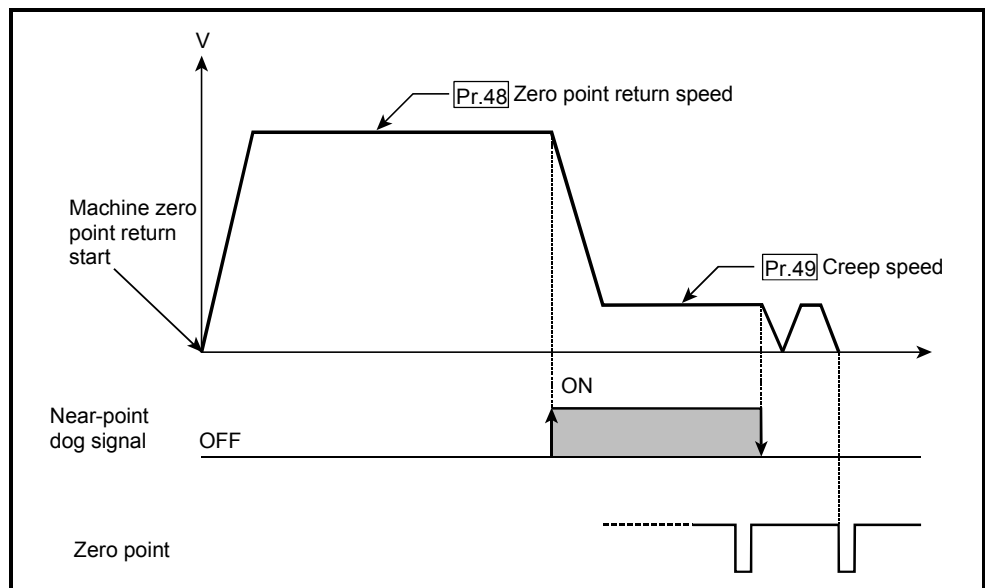 V
Pr.48 Zero point return speed
Machine zero
point return
start
Pr.49 Creep speed
ON
Near-point
dog signal
OFF
Zero point